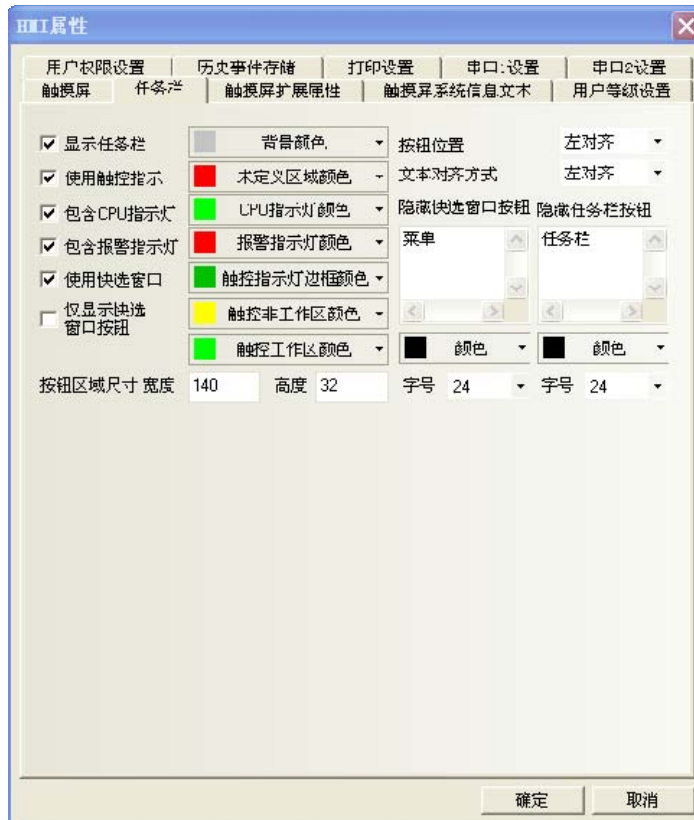 HMI属性
用户权限设置 历史事件存储 打印设置 串口:设置 串口2设置
触摸屏 任务栏 触摸屏扩展属性 触摸屏系统信息文本 用户等级设置
显示任务栏 背景颜色 按钮位置 左对齐
使用触控指示 未定义区域颜色 文本对齐方式 左对齐
包含CPU指示灯 CPU指示灯颜色 隐藏快选窗口按钮 隐藏任务栏按钮
包含报警指示灯 报警指示灯颜色 菜单 任务栏
使用快选窗口 触控指示灯边框颜色
仅显示快选
窗口按钮 触控非工作区颜色
触控工作区颜色 颜色 颜色
按钮区域尺寸 宽度 140 高度 32 字号 24 字号 24
确定 取消